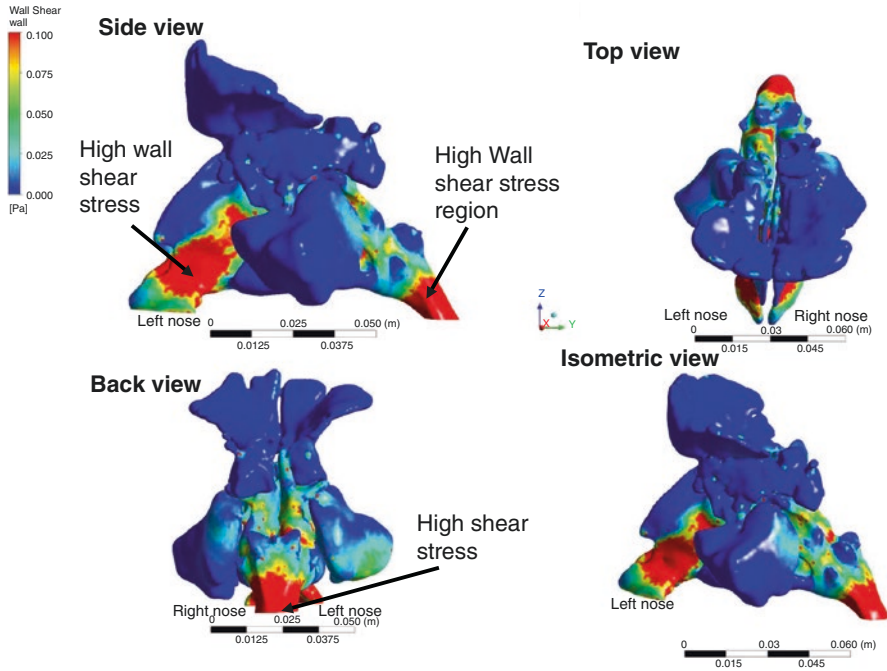 Wall Shear
wall
0.100
0.075
0.050
0.025
0.000
[Pa]
Side view
High wall
shear
stress
High Wall
shear stress
region
Left nose
0 0.025 0.050 (m)
0.0125 0.0375
Top view
Left nose Right nose
0 0.03 0.060 (m)
0.015 0.045
Z
X Y
Back view
High shear
stress
Right nose Left nose
0 0.025 0.050 (m)
0.0125 0.0375
Isometric view
Left nose
0 0.03 0.060 (m)
0.015 0.045